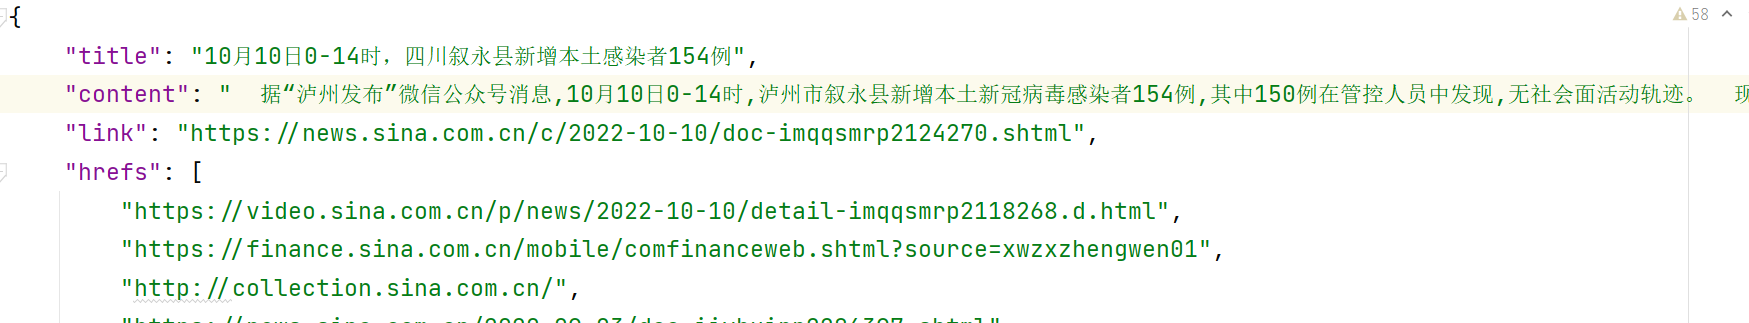 58
{
"title": "10月10日0-14时，四川叙永县新增本土感染者154例",
"content": "  据“泸州发布”微信公众号消息,10月10日0-14时,泸州市叙永县新增本土新冠病毒感染者154例,其中150例在管控人员中发现,无社会面活动轨迹。  现
"link": "https://news.sina.com.cn/c/2022-10-10/doc-imqqsmrp2124270.shtml",
"hrefs": [
"https://video.sina.com.cn/p/news/2022-10-10/detail-imqqsmrp2118268.d.html",
"https://finance.sina.com.cn/mobile/comfinanceweb.shtml?source=xwzxzhengwen01",
"http://collection.sina.com.cn/",